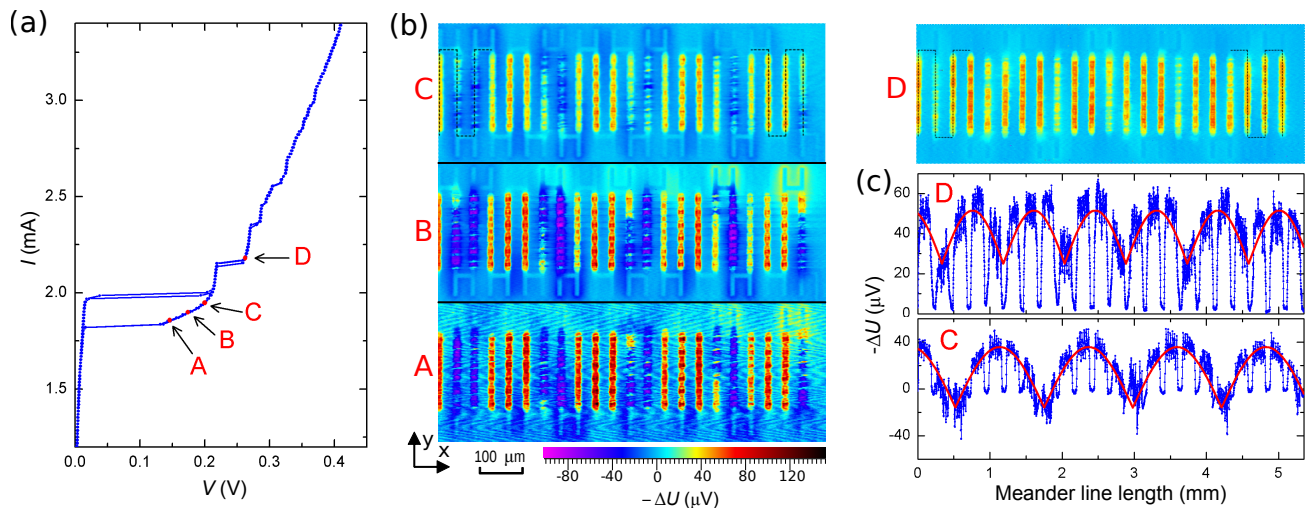 (a)
I (mA)
3.0
2.5
2.0
1.5
D
C
B
A
0.0 0.1 0.2 0.3 0.4
V (V)
(b)
C
B
A
y
x
100 μm
-80 -40 0 40 80 120
− ΔU (μV)
D
(c)
D
60
40
20
0
-ΔU (μV)
C
40
0
-40
0 1 2 3 4 5
Meander line length (mm)